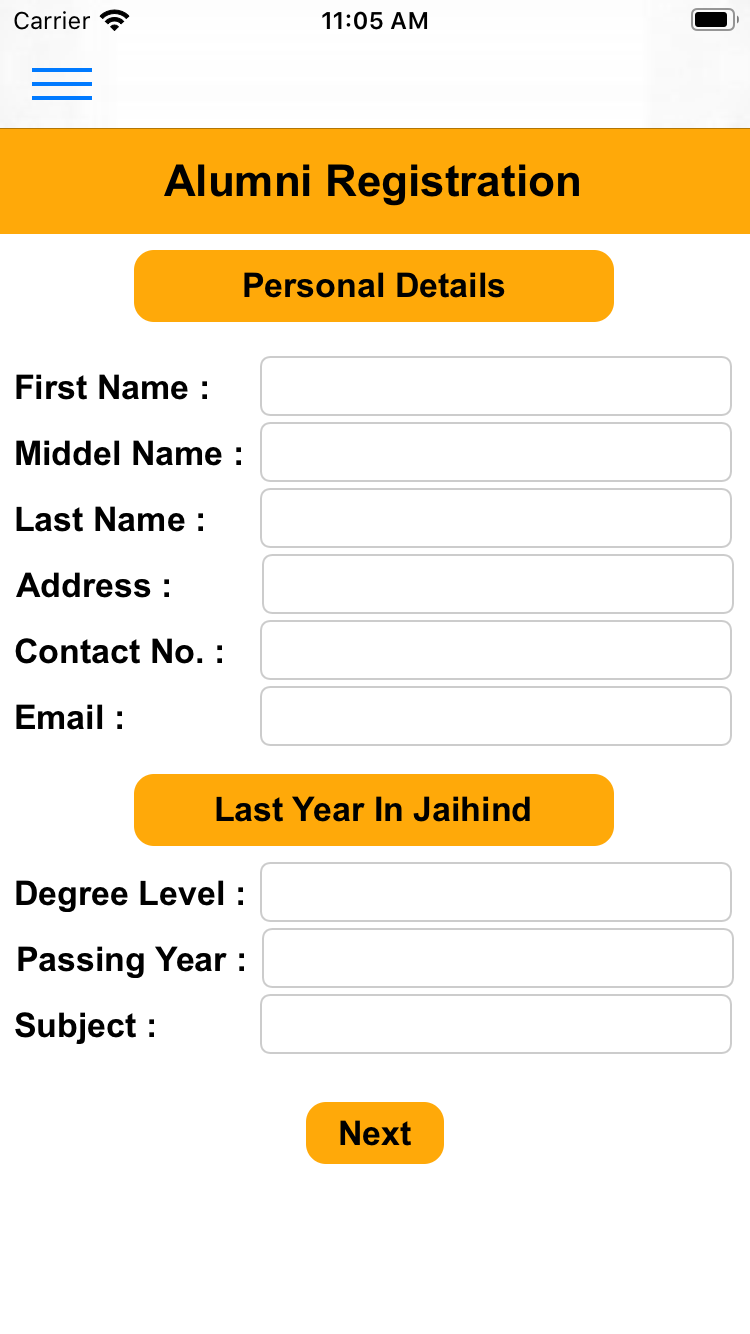 Carrier 11:05 AM
Alumni Registration
Personal Details
First Name :
Middel Name :
Last Name :
Address :
Contact No. :
Email :
Last Year In Jaihind
Degree Level :
Passing Year :
Subject :
Next